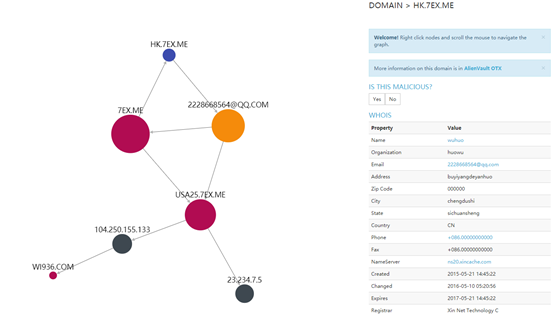 HK.7EX.ME
7EX.ME
2228668564@QQ.COM
USA25.7EX.ME
104.250.155.133
WI936.COM
23.234.7.5
DOMAIN > HK.7EX.ME
Welcome! Right click nodes and scroll the mouse to navigate the
graph.
More information on this domain is in AlienVault OTX
IS THIS MALICIOUS?
Yes No
WHOIS
Property Value
Name wuhuo
Organization huowu
Email 2228668564@qq.com
Address buyiyangdeyanhuo
Zip Code 000000
City chengdushi
State sichuansheng
Country CN
Phone +086.00000000000
Fax +086.00000000000
NameServer ns20.xincache.com
Created 2015-05-21 14:45:22
Changed 2016-05-10 05:20:56
Expires 2017-05-21 14:45:22
Registrar Xin Net Technology C